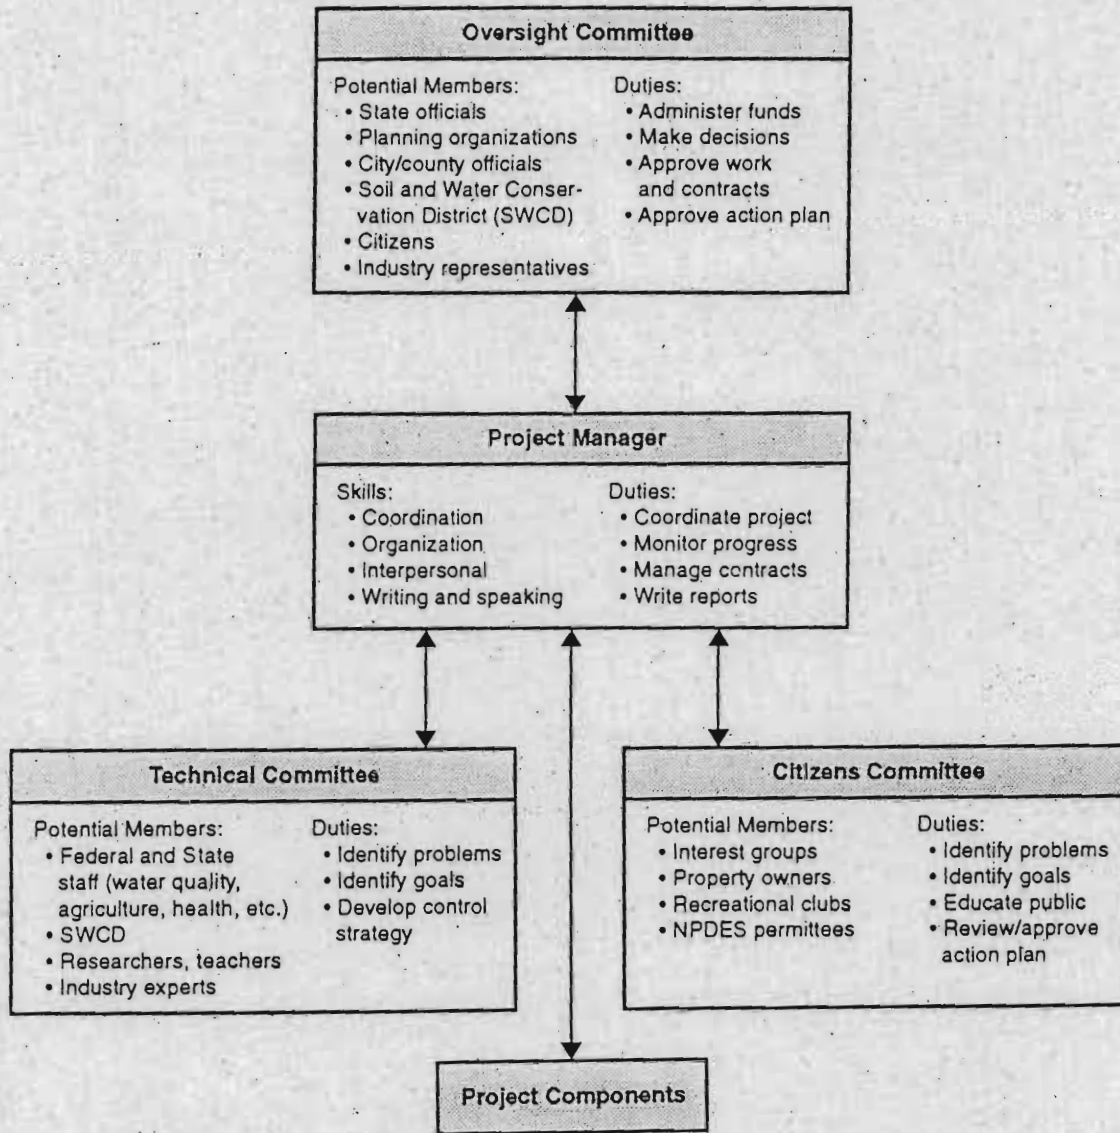 Oversight Committee
Potential Members:
• State officials
• Planning organizations
• City/county officials
• Soil and Water Conser-
vation District (SWCD)
• Citizens
• Industry representatives
Duties:
• Administer funds
• Make decisions
• Approve work
and contracts
• Approve action plan
Project Manager
Skills:
• Coordination
• Organization
• Interpersonal
• Writing and speaking
Duties:
• Coordinate project
• Monitor progress
• Manage contracts
• Write reports
Technical Committee
Potential Members:
• Federal and State
staff (water quality,
agriculture, health, etc.)
• SWCD
• Researchers, teachers
• Industry experts
Duties:
• Identify problems
• Identify goals
• Develop control
strategy
Citizens Committee
Potential Members:
• Interest groups
• Property owners
• Recreational clubs
• NPDES permittees
Duties:
• Identify problems
• Identify goals
• Educate public
• Review/approve
action plan
Project Components